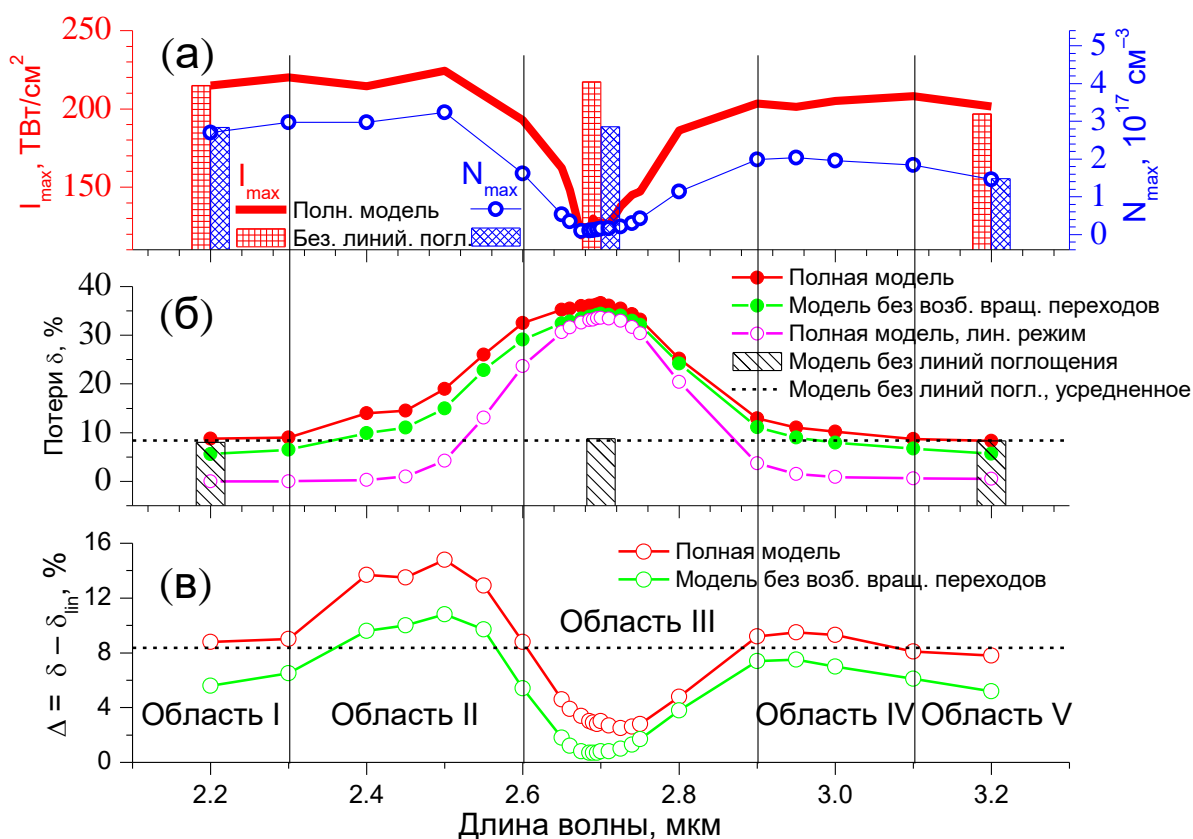 (а)
I_max, ТВт/см²
250
200
150
N_max, 10^17 см^–3
5
4
3
2
1
0
I_max
N_max
Полн. модель
Без. линий. погл.
(б)
Потери δ, %
40
30
20
10
0
Полная модель
Модель без возб. вращ. переходов
Полная модель, лин. режим
Модель без линий поглощения
Модель без линий погл., усредненное
(в)
Δ = δ – δ_lin, %
16
12
8
4
0
Полная модель
Модель без возб. вращ. переходов
Область III
Область I
Область II
Область IV
Область V
2.2 2.4 2.6 2.8 3.0 3.2
Длина волны, мкм